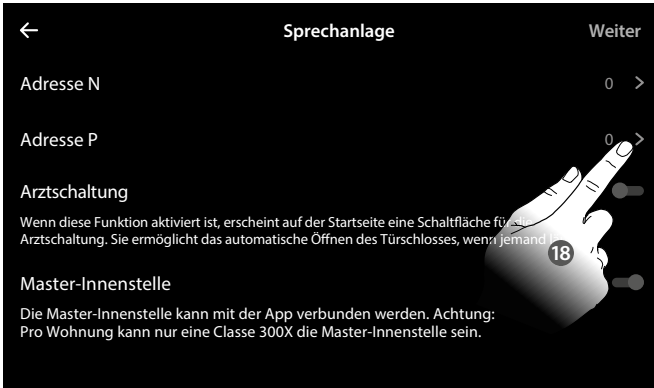 Sprechanlage Weiter
Adresse N 0
Adresse P 0
Arztschaltung
Wenn diese Funktion aktiviert ist, erscheint auf der Startseite eine Schaltfläche für die
Arztschaltung. Sie ermöglicht das automatische Öffnen des Türschlosses, wenn jemand
18
Master-Innenstelle
Die Master-Innenstelle kann mit der App verbunden werden. Achtung:
Pro Wohnung kann nur eine Classe 300X die Master-Innenstelle sein.